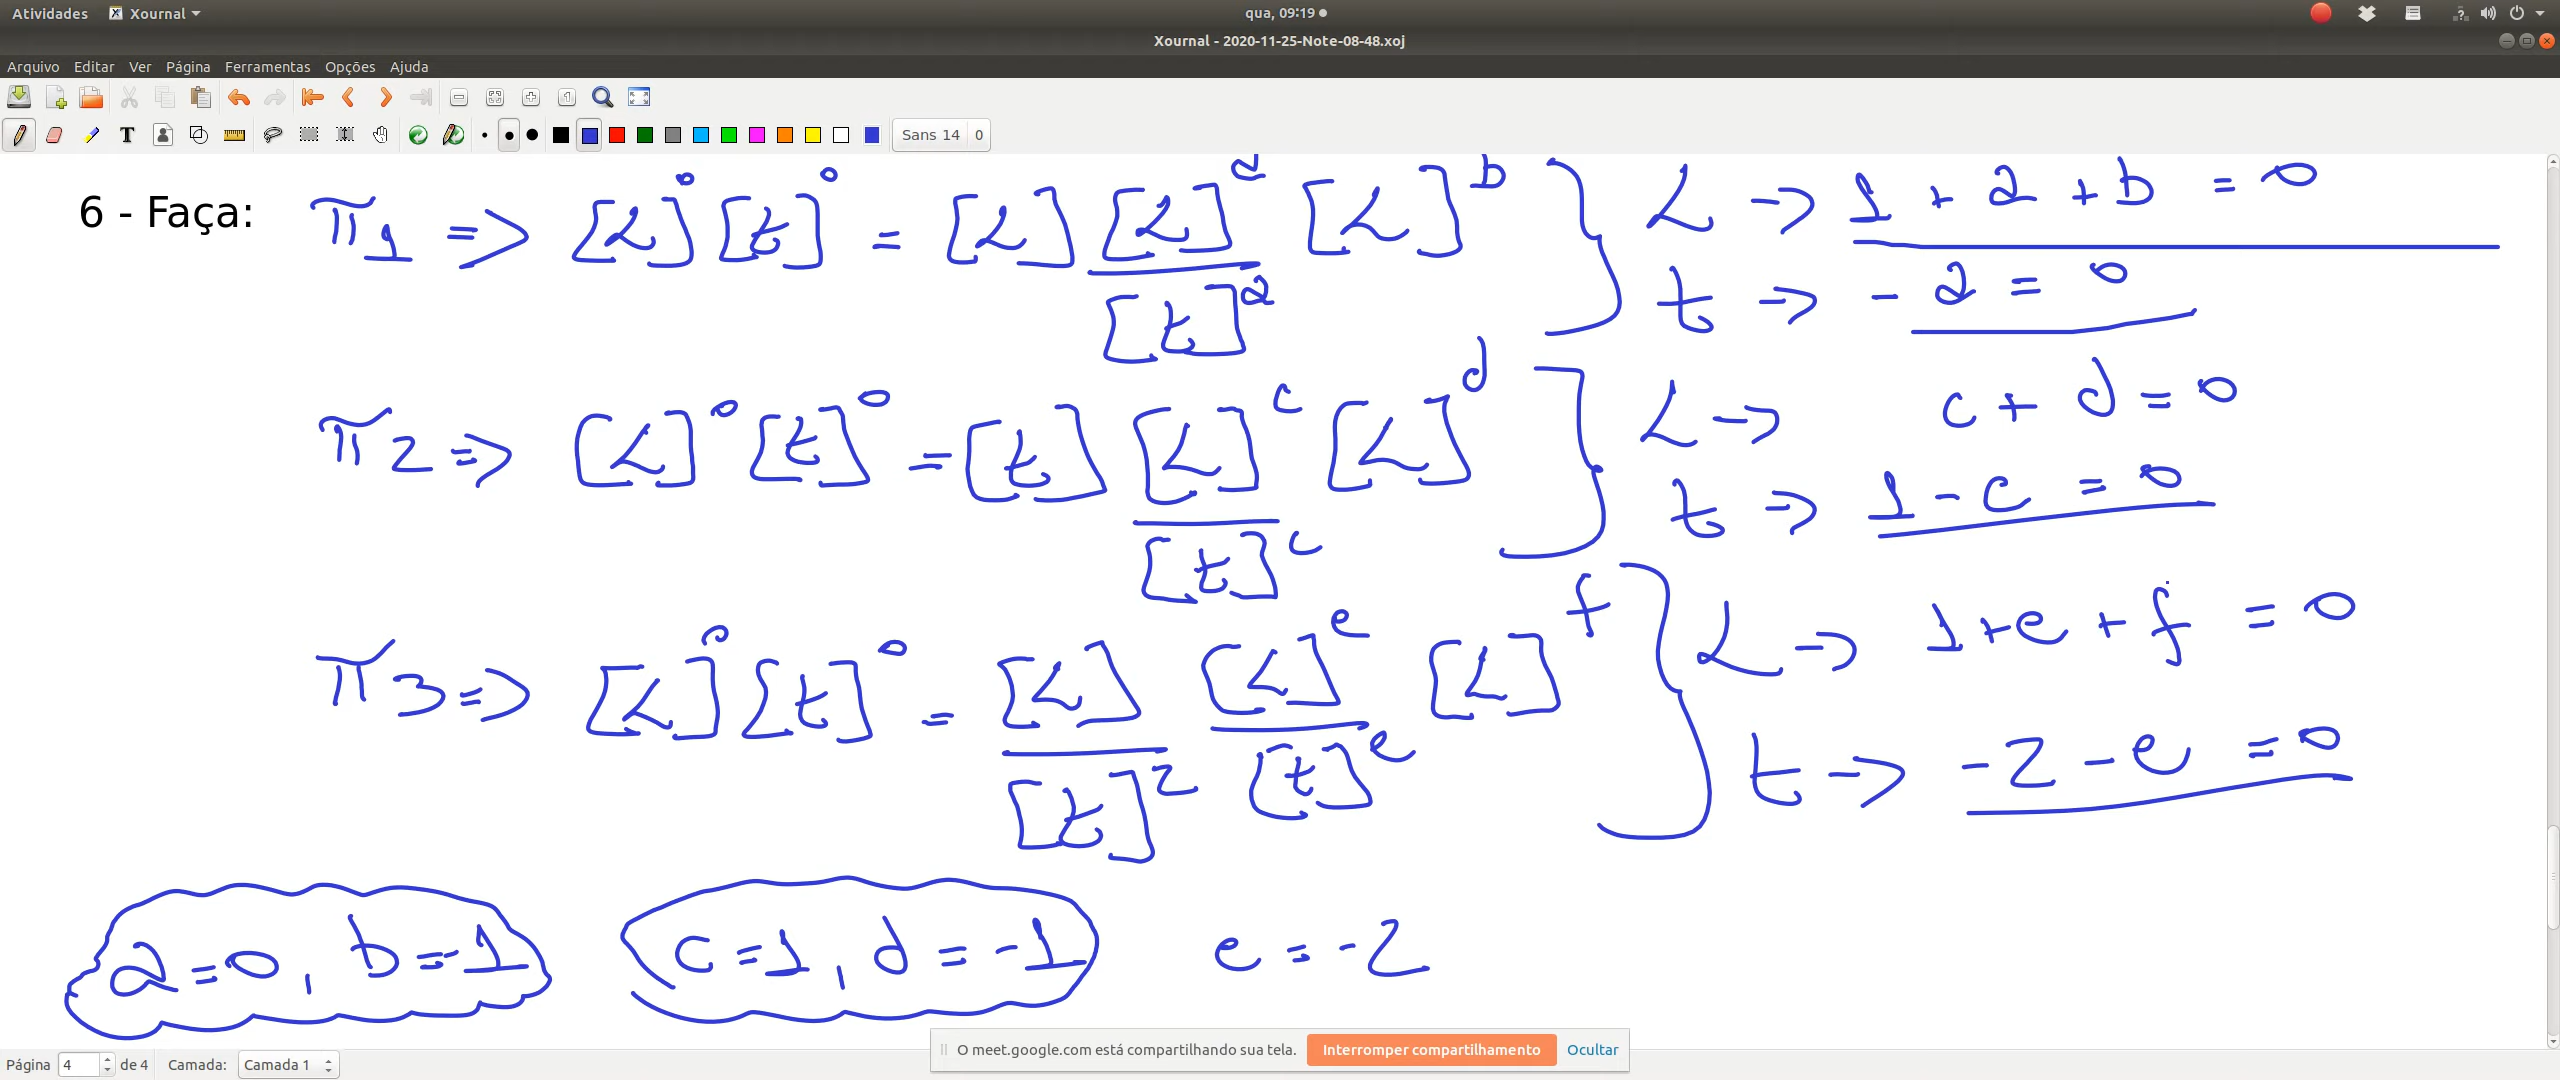 Atividades Xournal qua, 09:19
Xournal - 2020-11-25-Note-08-48.xoj
Arquivo Editar Ver Página Ferramentas Opções Ajuda
Sans 14 0
6 - Faça: π1 => [L]^0 [t]^0 = [L] [L]^a/[t]^a [L]^b } L -> 1 + a + b = 0
t -> - a = 0
π2 => [L]^0 [t]^0 = [t] [L]^c/[t]^c [L]^d } L -> c + d = 0
t -> 1 - c = 0
π3 => [L]^0 [t]^0 = [L]/[t]^2 [L]^e/[t]^e [L]^f } L -> 1 + e + f = 0
t -> - 2 - e = 0
a = 0, b = -1 c = 1, d = -1 e = -2
O meet.google.com está compartilhando sua tela. Interromper compartilhamento Ocultar
Página 4 de 4 Camada: Camada 1